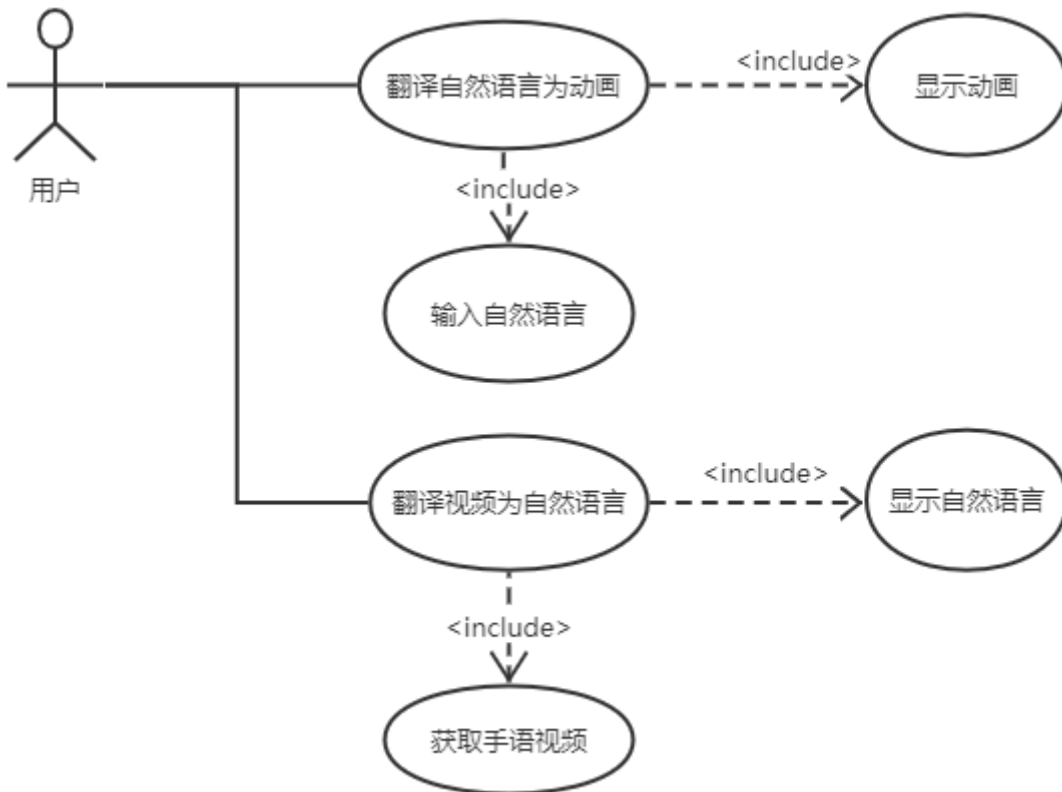 <include>
翻译自然语言为动画
显示动画
用户
<include>
输入自然语言
<include>
翻译视频为自然语言
显示自然语言
<include>
获取手语视频